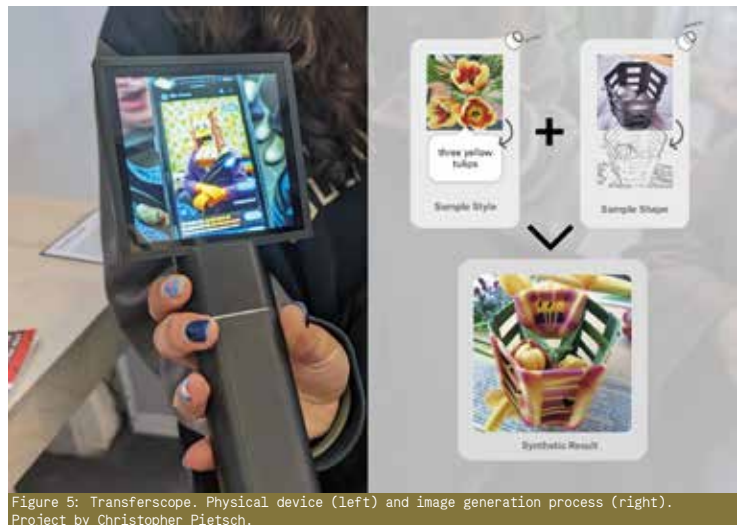 three yellow
tulips
Sample Style
Sample Shape
Synthetic Result
Figure 5: Transferscope. Physical device (left) and image generation process (right).
Project by Christopher Pietsch.